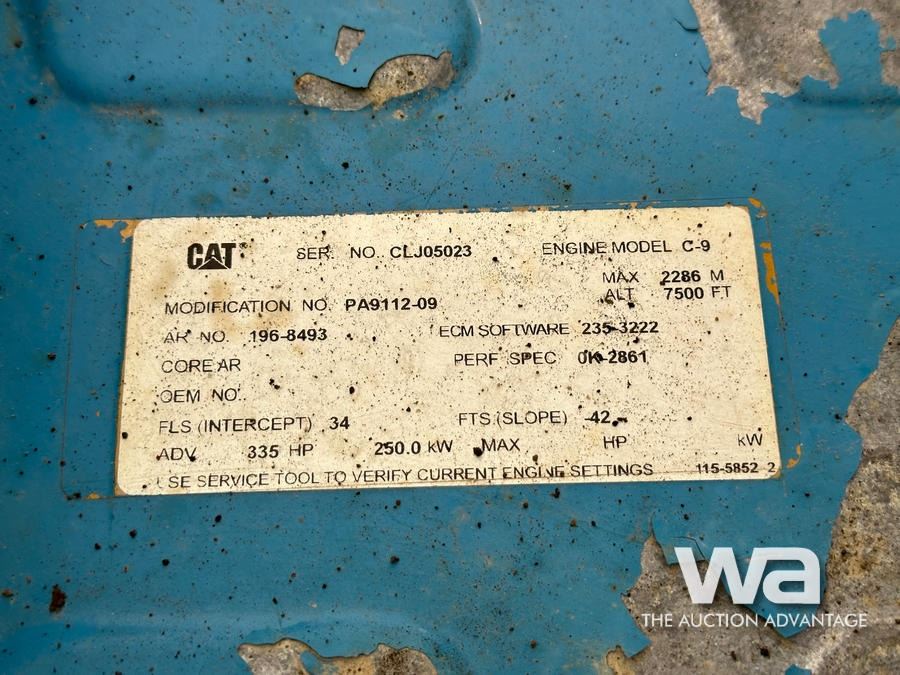 CAT® SER. NO. CLJ05023 ENGINE MODEL C-9
MAX 2286 M
ALT 7500 FT
MODIFICATION NO. PA9112-09
AR NO. 196-8493 ECM SOFTWARE 235-3222
CORE AR PERF SPEC 0K-2861
OEM NO.
FLS (INTERCEPT) 34 FTS (SLOPE) -42
ADV 335 HP 250.0 kW MAX HP kW
USE SERVICE TOOL TO VERIFY CURRENT ENGINE SETTINGS 115-5852 2
wa
THE AUCTION ADVANTAGE